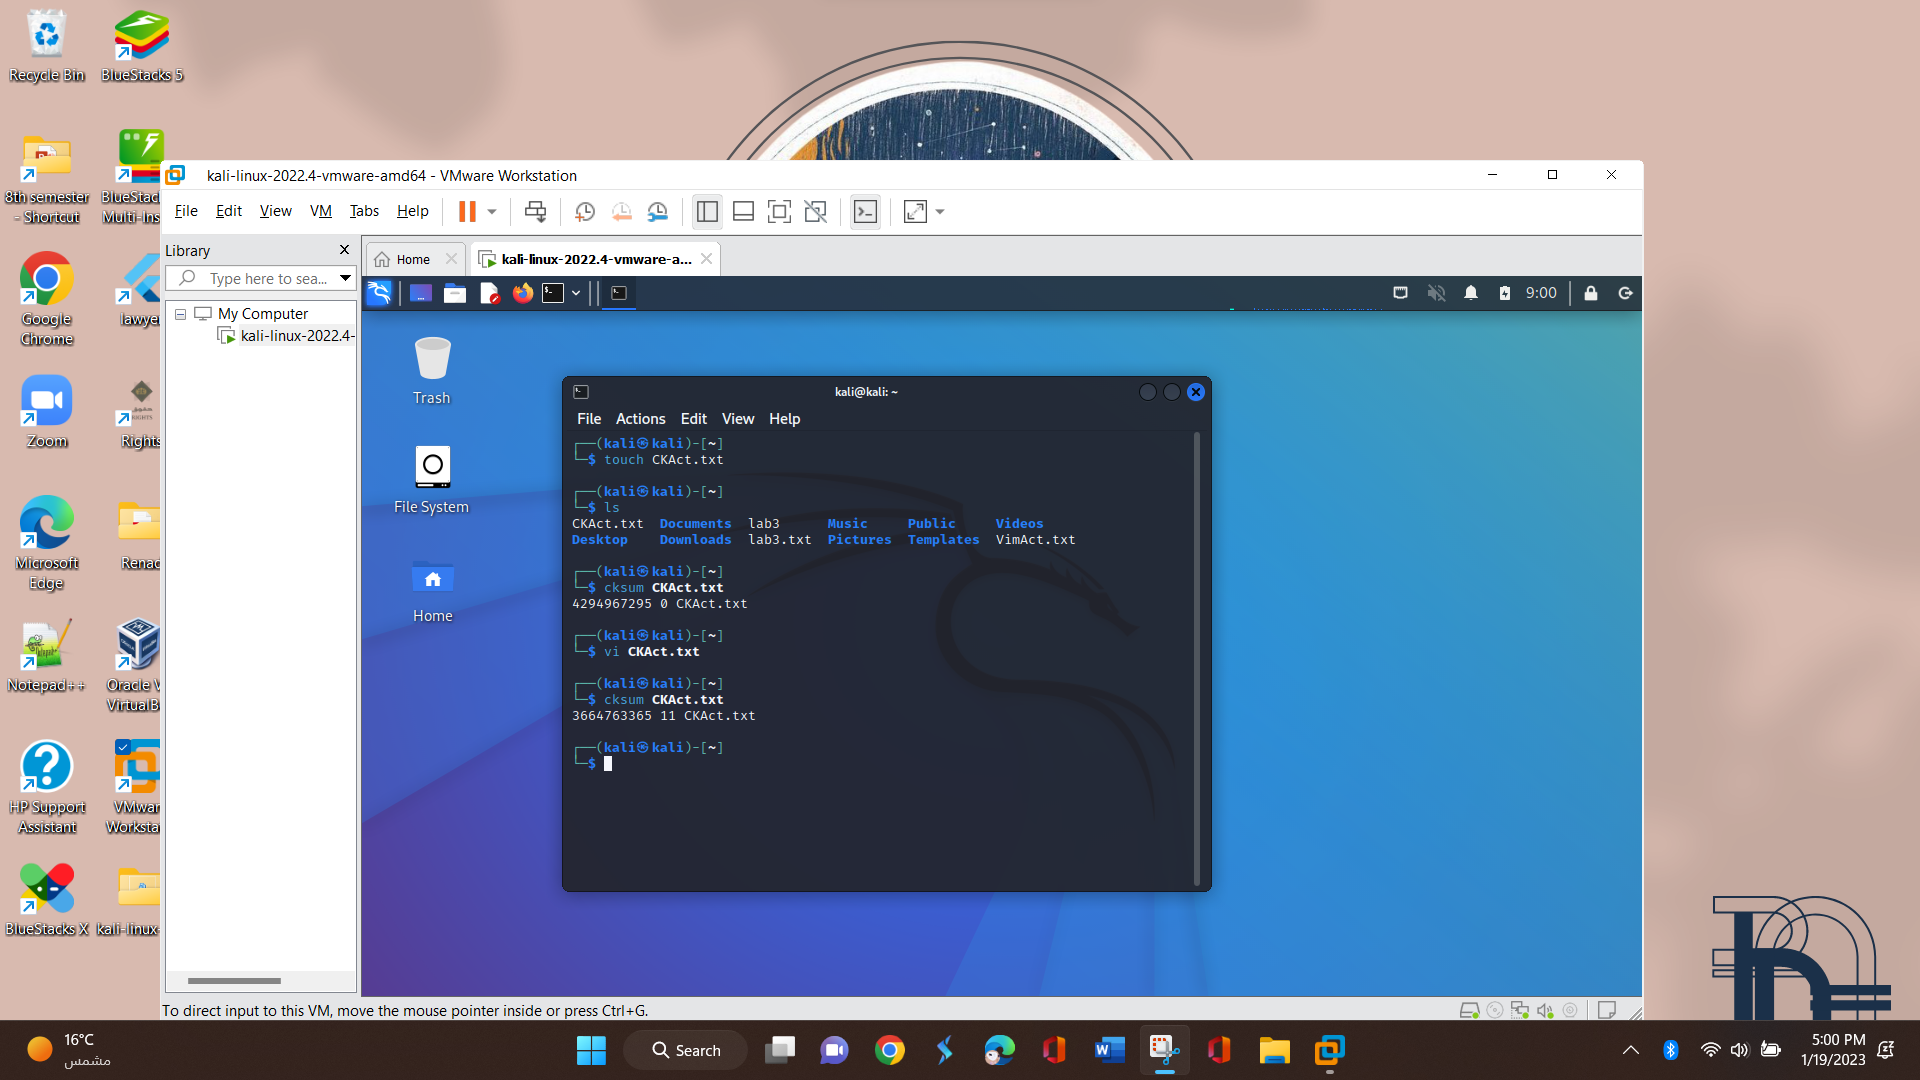 Recycle Bin
BlueStacks 5
8th semester
- Shortcut
BlueStac
Multi-Ins
Google
Chrome
lawyer
Zoom
Rights
Microsoft
Edge
Renac
Notepad++
Oracle V
VirtualB
HP Support
Assistant
VMwar
Workstat
BlueStacks X
kali-linux-
kali-linux-2022.4-vmware-amd64 - VMware Workstation
File Edit View VM Tabs Help
Library
Type here to sea...
My Computer
kali-linux-2022.4-
Home
kali-linux-2022.4-vmware-a...
9:00
Trash
File System
Home
kali@kali: ~
File Actions Edit View Help
┌──(kali㉿kali)-[~]
└─$ touch CKAct.txt
┌──(kali㉿kali)-[~]
└─$ ls
CKAct.txt Documents lab3 Music Public Videos
Desktop Downloads lab3.txt Pictures Templates VimAct.txt
┌──(kali㉿kali)-[~]
└─$ cksum CKAct.txt
4294967295 0 CKAct.txt
┌──(kali㉿kali)-[~]
└─$ vi CKAct.txt
┌──(kali㉿kali)-[~]
└─$ cksum CKAct.txt
3664763365 11 CKAct.txt
┌──(kali㉿kali)-[~]
└─$
To direct input to this VM, move the mouse pointer inside or press Ctrl+G.
16°C
مشمس
Search
5:00 PM
1/19/2023